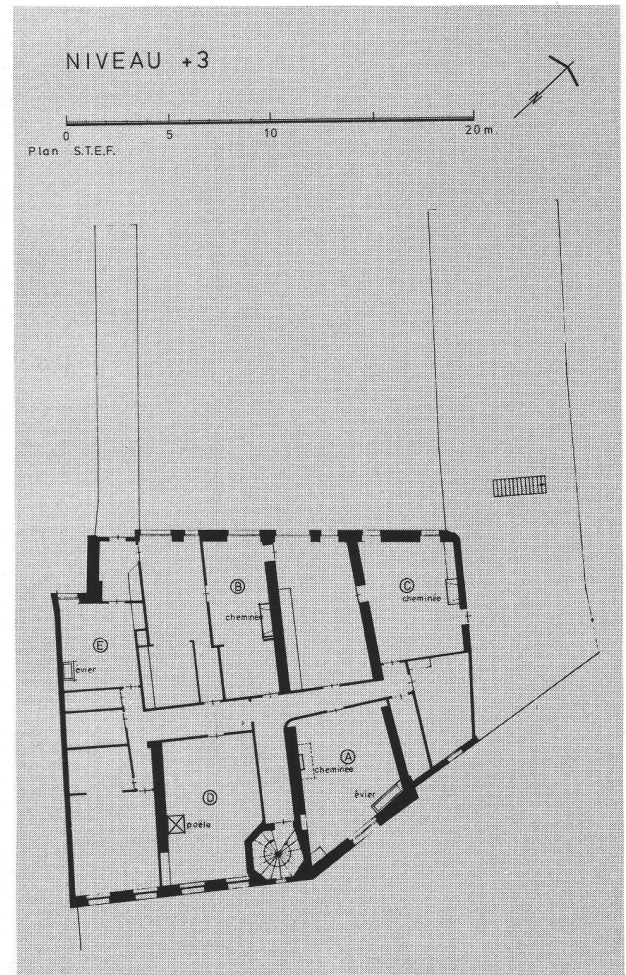 NIVEAU +3
0 5 10 20 m.
Plan S.T.E.F.
N
B
cheminée
C
cheminée
E
évier
A
cheminée
évier
D
poêle